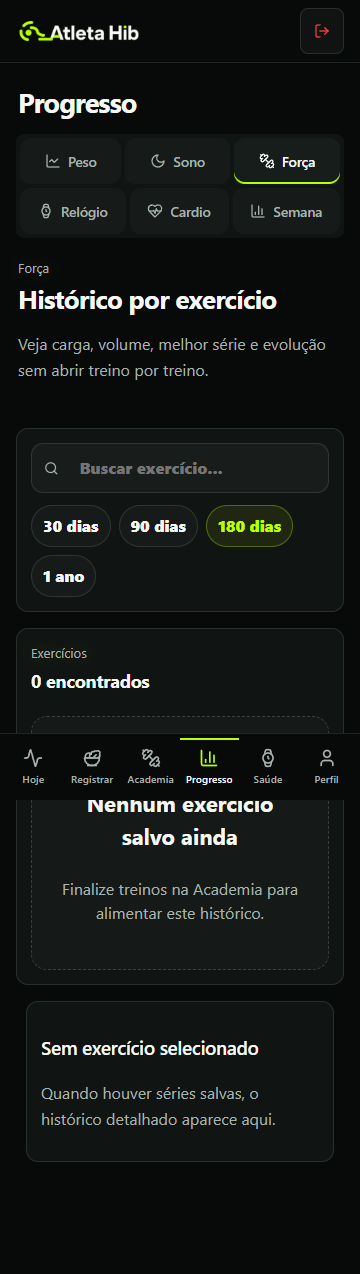 Atleta Hib
Progresso
Peso
Sono
Força
Relógio
Cardio
Semana
Força
Histórico por exercício
Veja carga, volume, melhor série e evolução
sem abrir treino por treino.
Buscar exercício...
30 dias
90 dias
180 dias
1 ano
Exercícios
0 encontrados
Hoje
Registrar
Academia
Progresso
Saúde
Perfil
Nenhum exercício
salvo ainda
Finalize treinos na Academia para
alimentar este histórico.
Sem exercício selecionado
Quando houver séries salvas, o
histórico detalhado aparece aqui.